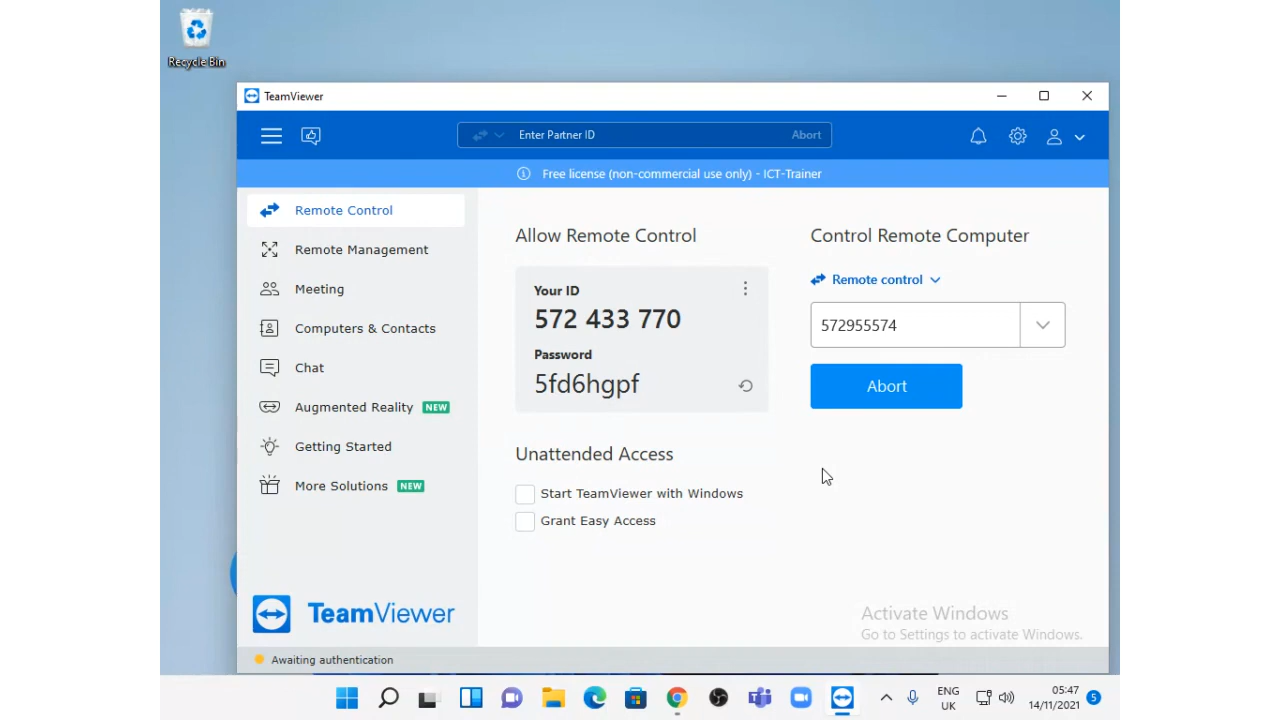 Recycle Bin
TeamViewer
Enter Partner ID Abort
Free license (non-commercial use only) - ICT-Trainer
Remote Control
Remote Management
Meeting
Computers & Contacts
Chat
Augmented Reality NEW
Getting Started
More Solutions NEW
TeamViewer
Awaiting authentication
Allow Remote Control
Your ID
572 433 770
Password
5fd6hgpf
Unattended Access
Start TeamViewer with Windows
Grant Easy Access
Control Remote Computer
Remote control
572955574
Abort
Activate Windows
Go to Settings to activate Windows.
ENG
UK
05:47
14/11/2021
5